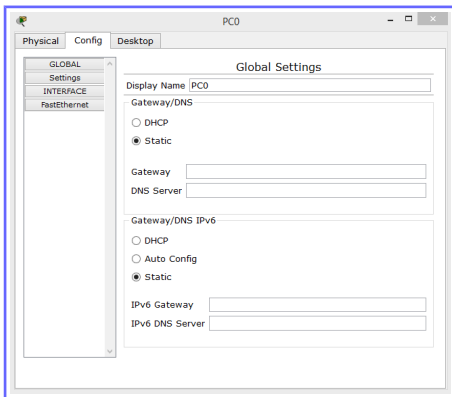 PC0
Physical Config Desktop
GLOBAL
Settings
INTERFACE
FastEthernet
Global Settings
Display Name PC0
Gateway/DNS
DHCP
Static
Gateway
DNS Server
Gateway/DNS IPv6
DHCP
Auto Config
Static
IPv6 Gateway
IPv6 DNS Server